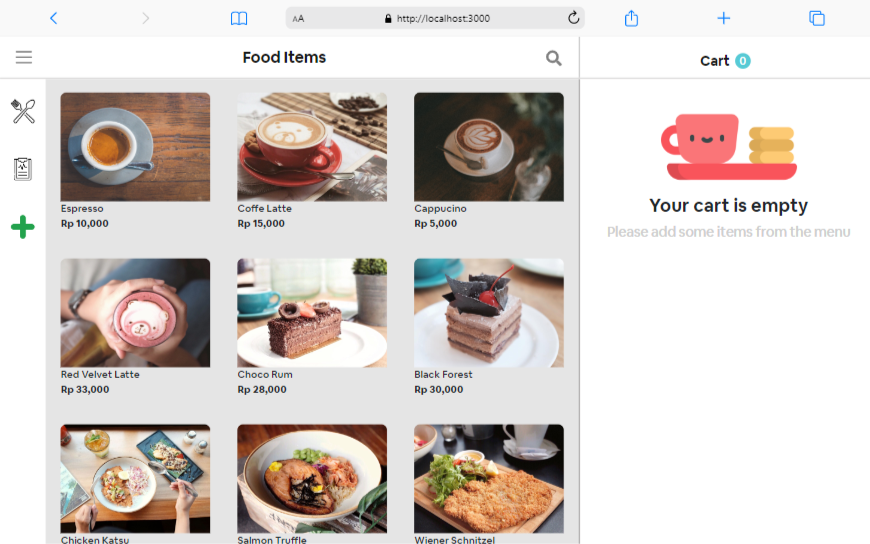 AA
http://localhost:3000
Food Items
Cart 0
Espresso
Rp 10,000
Coffe Latte
Rp 15,000
Cappucino
Rp 5,000
Your cart is empty
Please add some items from the menu
Red Velvet Latte
Rp 33,000
Choco Rum
Rp 28,000
Black Forest
Rp 30,000
Chicken Katsu
Salmon Truffle
Wiener Schnitzel